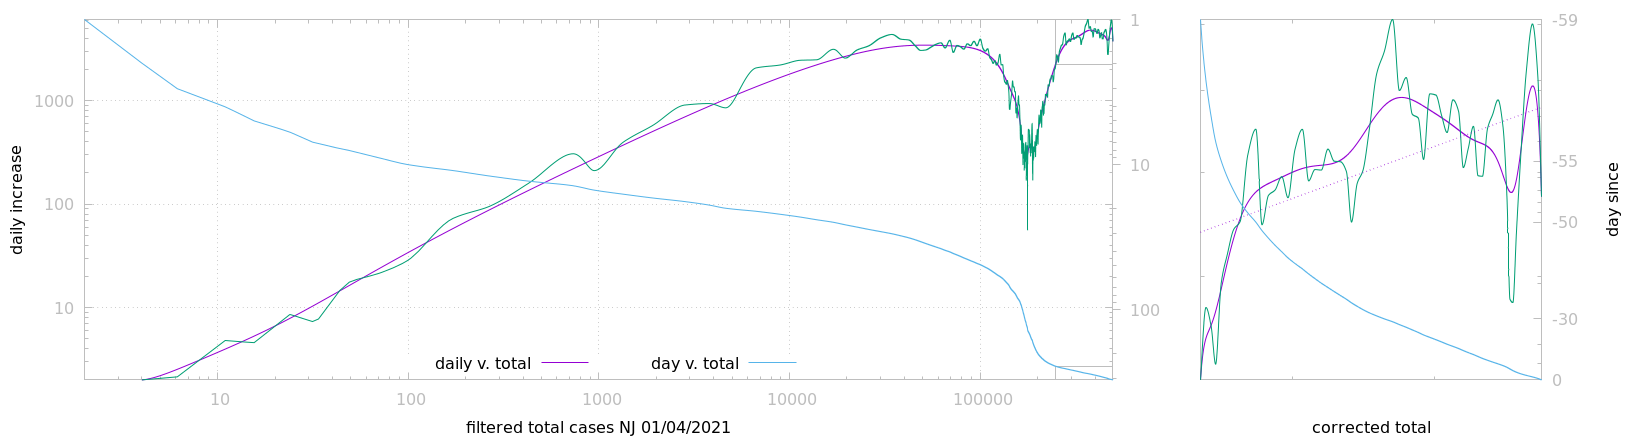 daily increase
1000
100
10
1
10
100
10
100
1000
10000
100000
daily v. total
day v. total
filtered total cases NJ 01/04/2021
-59
-55
-50
-30
0
day since
corrected total